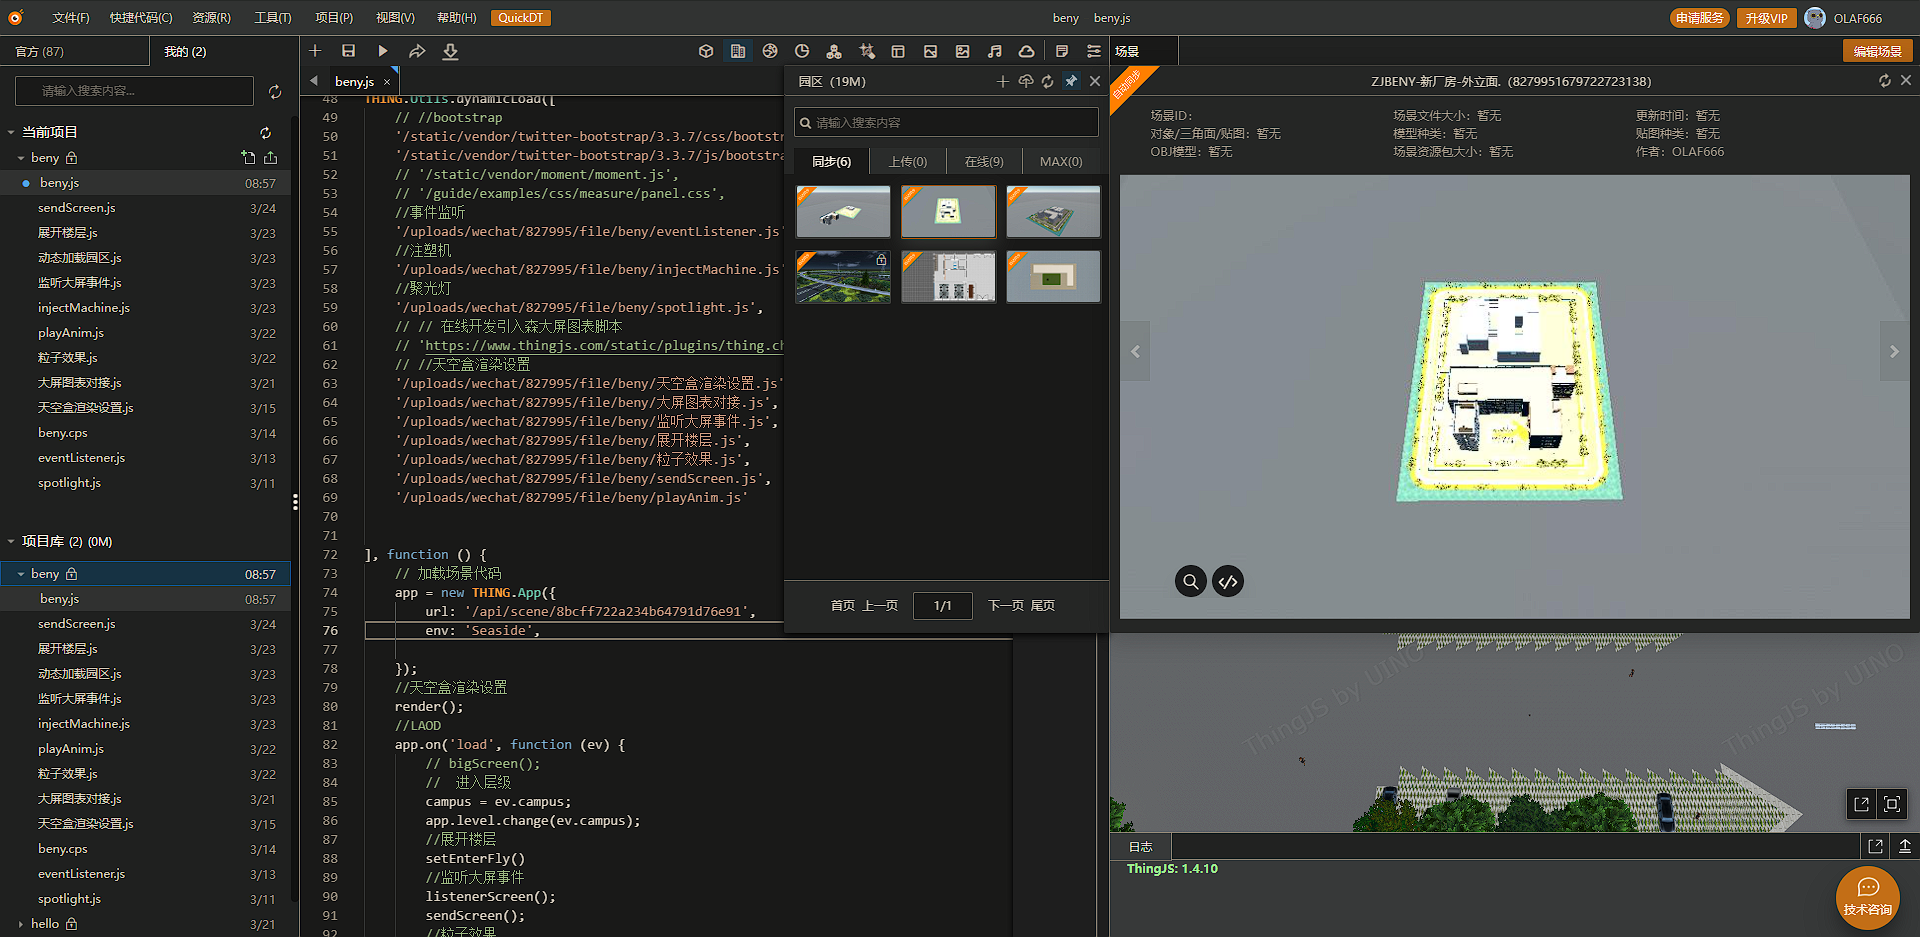 文件(F) 快捷代码(C) 资源(R) 工具(T) 项目(P) 视图(V) 帮助(H) QuickDT beny beny.js 申请服务 升级VIP OLAF666
官方 (87) 我的 (2)
请输入搜索内容...
当前项目
beny
beny.js 08:57
sendScreen.js 3/24
展开楼层.js 3/23
动态加载园区.js 3/23
监听大屏事件.js 3/23
injectMachine.js 3/23
playAnim.js 3/22
粒子效果.js 3/22
大屏图表对接.js 3/21
天空盒渲染设置.js 3/15
beny.cps 3/14
eventListener.js 3/13
spotlight.js 3/11
项目库 (2) (0M)
beny 08:57
beny.js 08:57
sendScreen.js 3/24
展开楼层.js 3/23
动态加载园区.js 3/23
监听大屏事件.js 3/23
injectMachine.js 3/23
playAnim.js 3/22
粒子效果.js 3/22
大屏图表对接.js 3/21
天空盒渲染设置.js 3/15
beny.cps 3/14
eventListener.js 3/13
spotlight.js 3/11
hello 3/21
beny.js ×
48 THING.Utils.dynamicLoad([
49 // //bootstrap
50 '/static/vendor/twitter-bootstrap/3.3.7/css/bootstr
51 '/static/vendor/twitter-bootstrap/3.3.7/js/bootstra
52 // '/static/vendor/moment/moment.js',
53 // '/guide/examples/css/measure/panel.css',
54 //事件监听
55 '/uploads/wechat/827995/file/beny/eventListener.js'
56 //注塑机
57 '/uploads/wechat/827995/file/beny/injectMachine.js'
58 //聚光灯
59 '/uploads/wechat/827995/file/beny/spotlight.js',
60 // // 在线开发引入森大屏图表脚本
61 // 'https://www.thingjs.com/static/plugins/thing.ch
62 // //天空盒渲染设置
63 '/uploads/wechat/827995/file/beny/天空盒渲染设置.js'
64 '/uploads/wechat/827995/file/beny/大屏图表对接.js',
65 '/uploads/wechat/827995/file/beny/监听大屏事件.js',
66 '/uploads/wechat/827995/file/beny/展开楼层.js',
67 '/uploads/wechat/827995/file/beny/粒子效果.js',
68 '/uploads/wechat/827995/file/beny/sendScreen.js',
69 '/uploads/wechat/827995/file/beny/playAnim.js'
70
71
72 ], function () {
73 // 加载场景代码
74 app = new THING.App({
75 url: '/api/scene/8bcff722a234b64791d76e91',
76 env: 'Seaside',
77
78 });
79 //天空盒渲染设置
80 render();
81 //LAOD
82 app.on('load', function (ev) {
83 // bigScreen();
84 // 进入层级
85 campus = ev.campus;
86 app.level.change(ev.campus);
87 //展开楼层
88 setEnterFly()
89 //监听大屏事件
90 listenerScreen();
91 sendScreen();
92 //粒子效果
园区 (19M)
请输入搜索内容
同步(6) 上传(0) 在线(9) MAX(0)
首页 上一页 1/1 下一页 尾页
场景 编辑场景
自动同步
ZJBENY-新厂房-外立面. (8279951679722723138)
场景ID: 场景文件大小: 暂无 更新时间: 暂无
对象/三角面/贴图: 暂无 模型种类: 暂无 贴图种类: 暂无
OBJ模型: 暂无 场景资源包大小: 暂无 作者: OLAF666
ThingJS by UINO
ThingJS by UINO
日志
ThingJS: 1.4.10
技术咨询